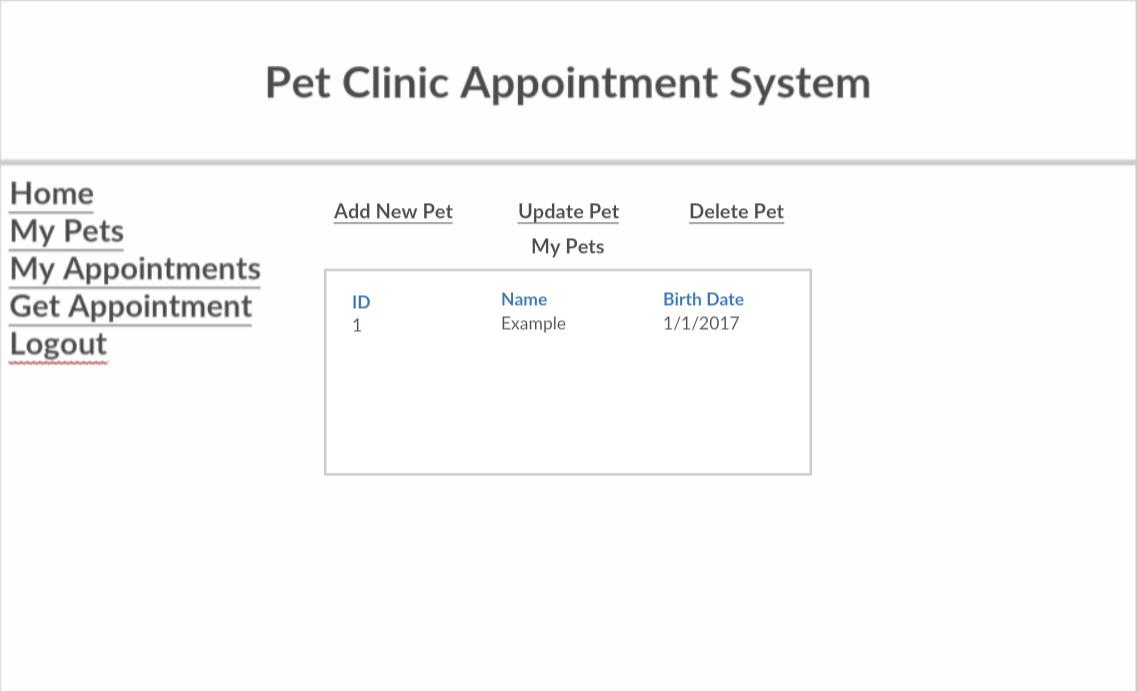 Pet Clinic Appointment System
Home
My Pets
My Appointments
Get Appointment
Logout
Add New Pet Update Pet Delete Pet
My Pets
ID Name Birth Date
1 Example 1/1/2017